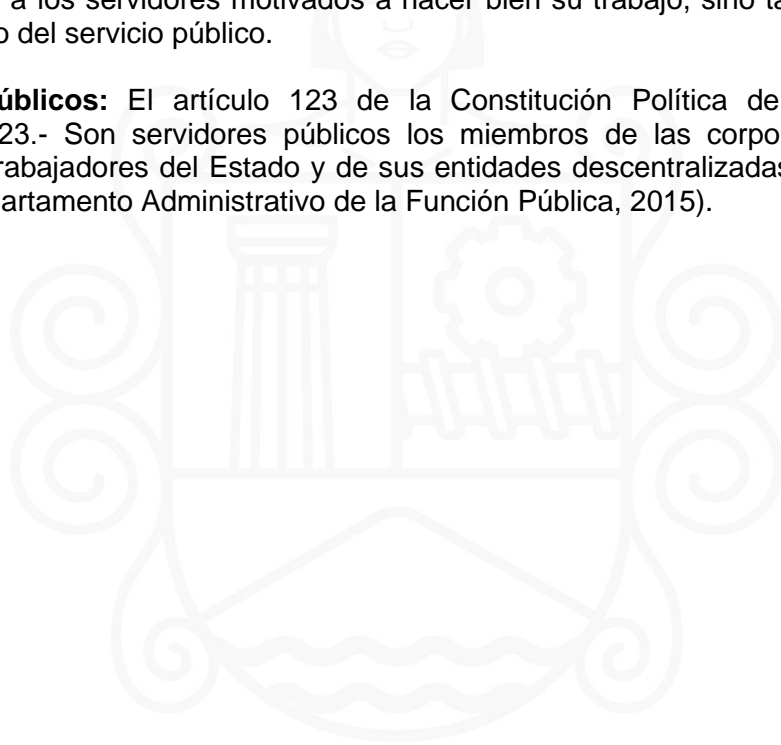 a los servidores motivados a hacer bien su trabajo, sino ta
o del servicio público.
úblicos: El artículo 123 de la Constitución Política de
23.- Son servidores públicos los miembros de las corpo
rabajadores del Estado y de sus entidades descentralizadas
partamento Administrativo de la Función Pública, 2015).